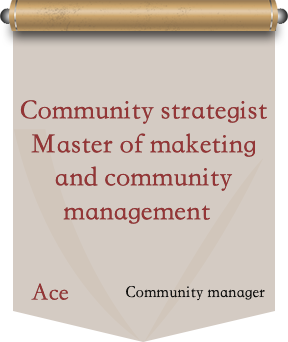 Community strategist
Master of maketing
and community
management
Ace Community manager